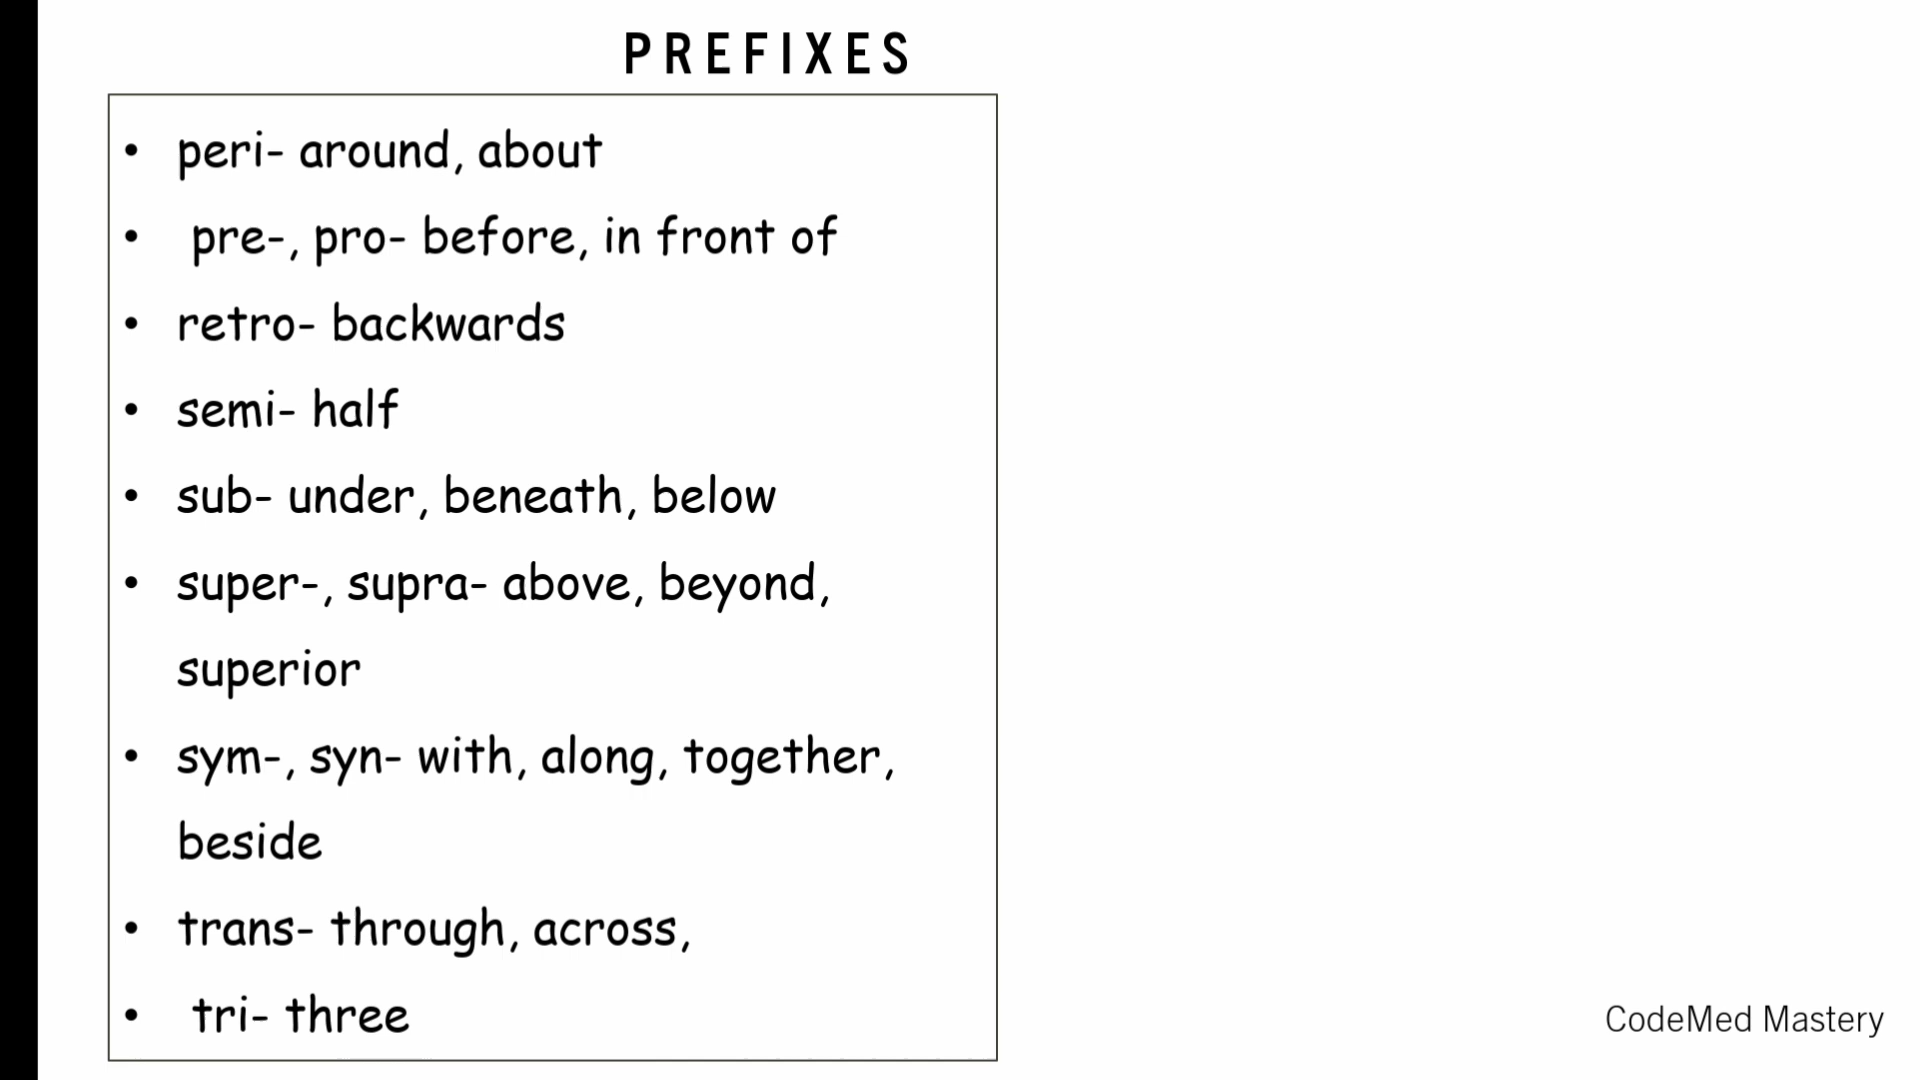 PREFIXES
• peri- around, about
• pre-, pro- before, in front of
• retro- backwards
• semi- half
• sub- under, beneath, below
• super-, supra- above, beyond,
superior
• sym-, syn- with, along, together,
beside
• trans- through, across,
• tri- three
CodeMed Mastery